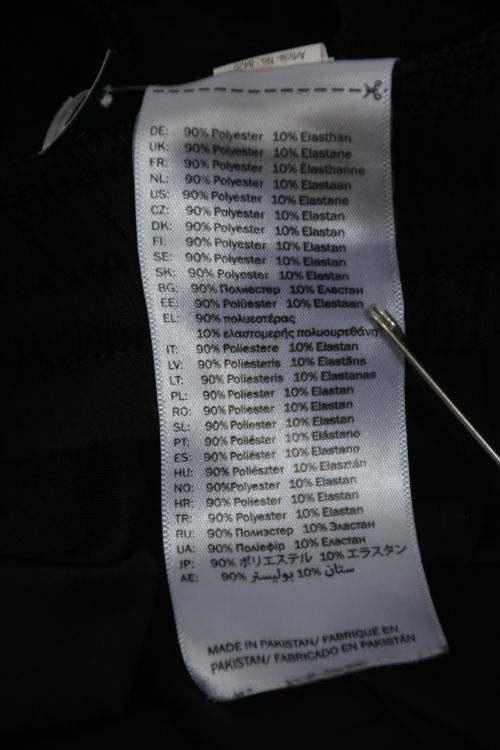 Article-No.: 8420
DE: 90% Polyester 10% Elasthan
UK: 90% Polyester 10% Elastane
FR: 90% Polyester 10% Élasthanne
NL: 90% Polyester 10% Elastaan
US: 90% Polyester 10% Elastane
CZ: 90% Polyester 10% Elastan
DK: 90% Polyester 10% Elastan
FI: 90% Polyester 10% Elastan
SE: 90% Polyester 10% Elastan
SK: 90% Polyester 10% Elastan
BG: 90% Полиестер 10% Еластан
EE: 90% Polüester 10% Elastaan
EL: 90% πολυεστέρας
10% ελαστομερής πολυουρεθάνη
IT: 90% Poliestere 10% Elastan
LV: 90% Poliesteris 10% Elastāns
LT: 90% Poliesteris 10% Elastanas
PL: 90% Poliester 10% Elastan
RO: 90% Poliester 10% Elastan
SL: 90% Poliester 10% Elastan
PT: 90% Poliéster 10% Elastano
ES: 90% Poliéster 10% Elástano
HU: 90% Poliészter 10% Elasztán
NO: 90%Polyester 10% Elastan
HR: 90% Poliester 10% Elastan
TR: 90% Polyester 10% Elastan
RU: 90% Полиэстер 10% Эластан
UA: 90% Поліефір 10% Еластан
JP: 90% ポリエステル 10% エラスタン
AE: 90% بوليستر 10% ستان
MADE IN PAKISTAN/ FABRIQUÉ EN
PAKISTAN/ FABRICADO EN PAKISTÁN